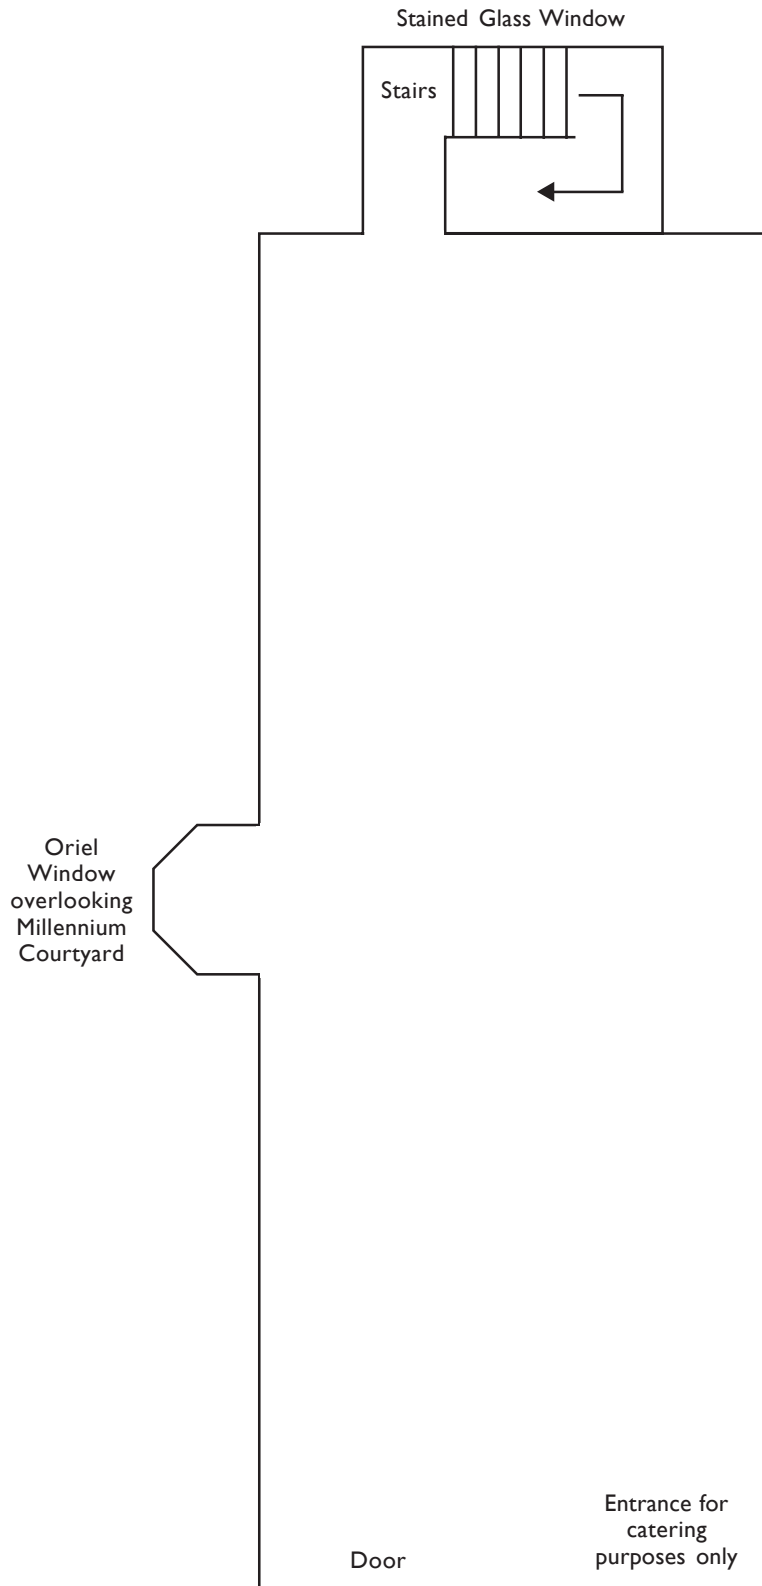 Stained Glass Window
Stairs
Oriel
Window
overlooking
Millennium
Courtyard
Entrance for
catering
purposes only
Door